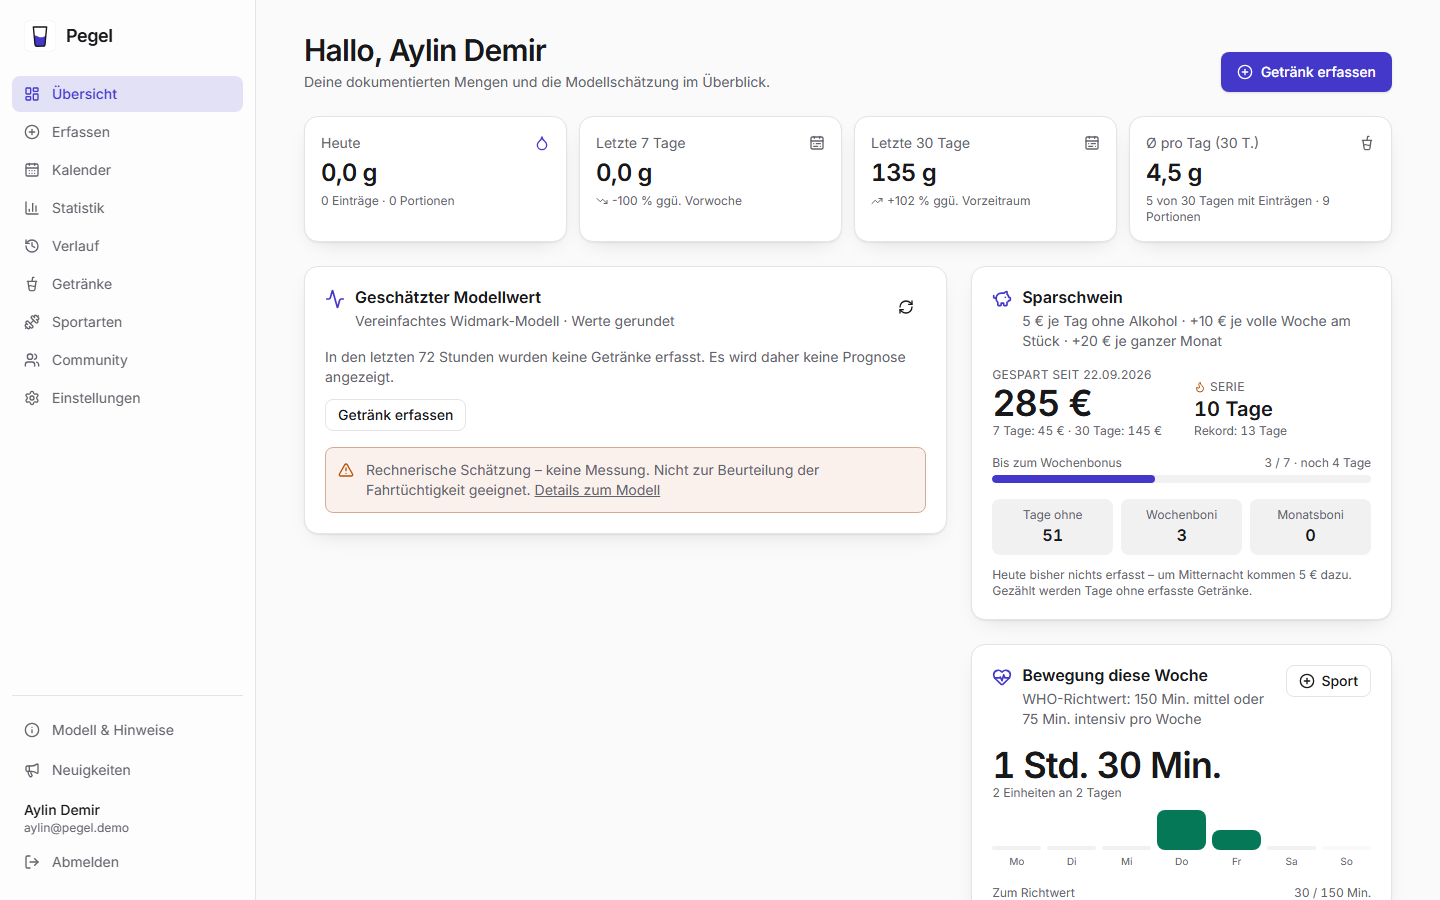 Pegel
Übersicht
Erfassen
Kalender
Statistik
Verlauf
Getränke
Sportarten
Community
Einstellungen
Modell & Hinweise
Neuigkeiten
Aylin Demir
aylin@pegel.demo
Abmelden
Hallo, Aylin Demir
Deine dokumentierten Mengen und die Modellschätzung im Überblick.
Getränk erfassen
Heute
0,0 g
0 Einträge · 0 Portionen
Letzte 7 Tage
0,0 g
-100 % ggü. Vorwoche
Letzte 30 Tage
135 g
+102 % ggü. Vorzeitraum
Ø pro Tag (30 T.)
4,5 g
5 von 30 Tagen mit Einträgen · 9
Portionen
Geschätzter Modellwert
Vereinfachtes Widmark-Modell · Werte gerundet
In den letzten 72 Stunden wurden keine Getränke erfasst. Es wird daher keine Prognose
angezeigt.
Getränk erfassen
Rechnerische Schätzung – keine Messung. Nicht zur Beurteilung der
Fahrtüchtigkeit geeignet. Details zum Modell
Sparschwein
5 € je Tag ohne Alkohol · +10 € je volle Woche am
Stück · +20 € je ganzer Monat
GESPART SEIT 22.09.2026
285 €
7 Tage: 45 € · 30 Tage: 145 €
SERIE
10 Tage
Rekord: 13 Tage
Bis zum Wochenbonus
3 / 7 · noch 4 Tage
Tage ohne
51
Wochenboni
3
Monatsboni
0
Heute bisher nichts erfasst – um Mitternacht kommen 5 € dazu.
Gezählt werden Tage ohne erfasste Getränke.
Bewegung diese Woche
WHO-Richtwert: 150 Min. mittel oder
75 Min. intensiv pro Woche
Sport
1 Std. 30 Min.
2 Einheiten an 2 Tagen
Mo Di Mi Do Fr Sa So
Zum Richtwert
30 / 150 Min.